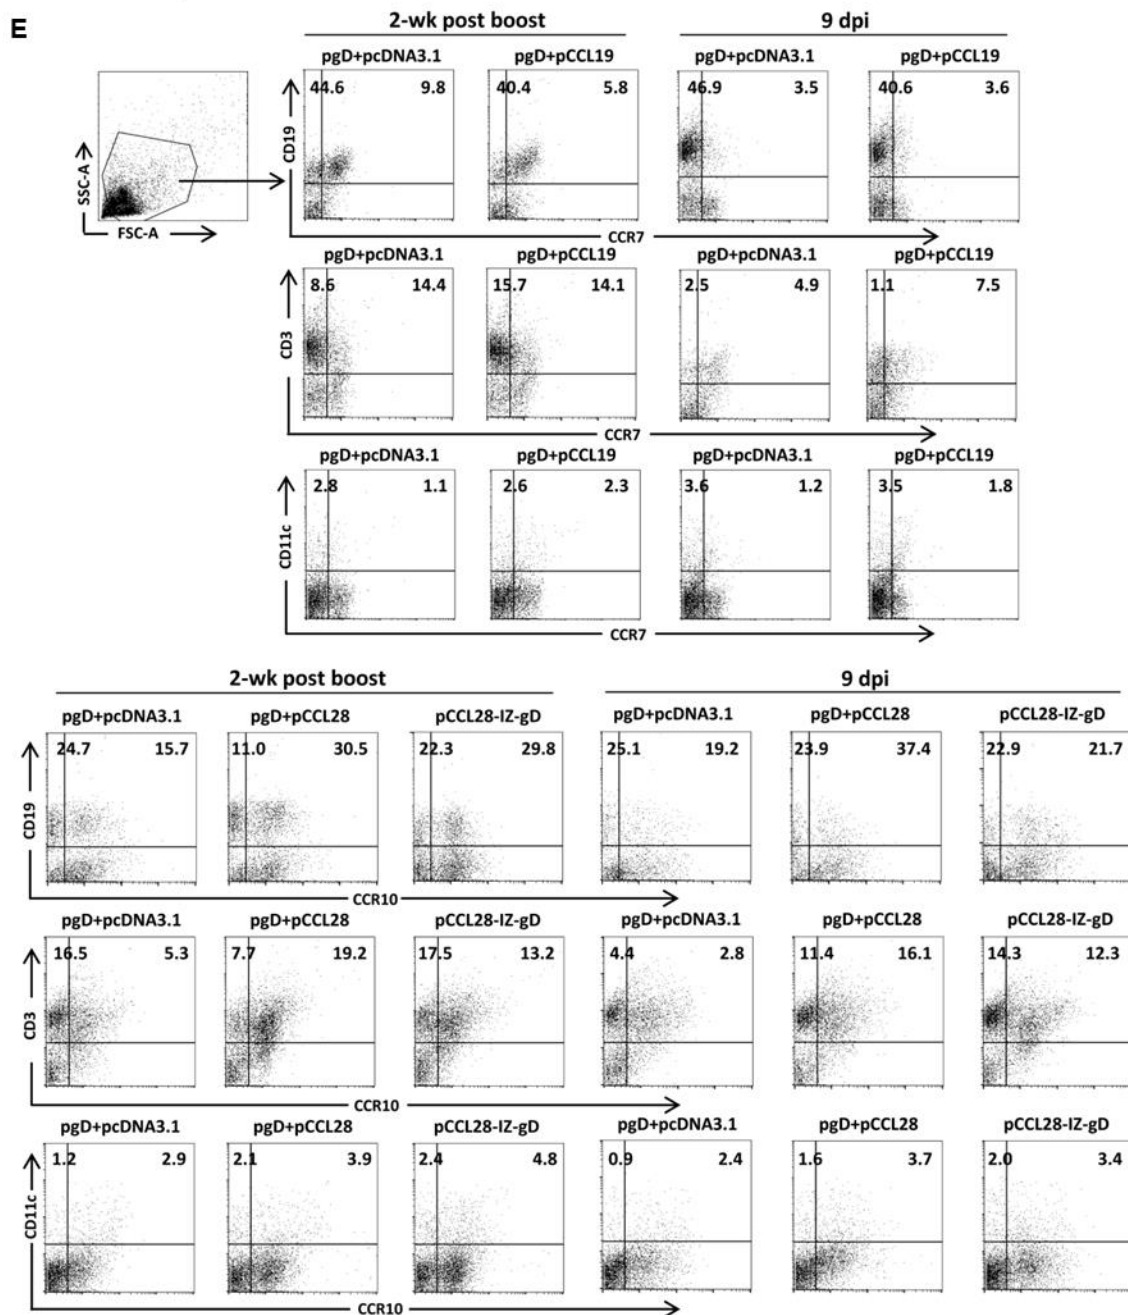 E
2-wk post boost 9 dpi
pgD+pcDNA3.1 pgD+pCCL19 pgD+pcDNA3.1 pgD+pCCL19
44.6 9.8 40.4 5.8 46.9 3.5 40.6 3.6
SSC-A
FSC-A
CD19
CCR7
pgD+pcDNA3.1 pgD+pCCL19 pgD+pcDNA3.1 pgD+pCCL19
8.6 14.4 15.7 14.1 2.5 4.9 1.1 7.5
CD3
CCR7
pgD+pcDNA3.1 pgD+pCCL19 pgD+pcDNA3.1 pgD+pCCL19
2.8 1.1 2.6 2.3 3.6 1.2 3.5 1.8
CD11c
CCR7
2-wk post boost 9 dpi
pgD+pcDNA3.1 pgD+pCCL28 pCCL28-IZ-gD pgD+pcDNA3.1 pgD+pCCL28 pCCL28-IZ-gD
24.7 15.7 11.0 30.5 22.3 29.8 25.1 19.2 23.9 37.4 22.9 21.7
CD19
CCR10
pgD+pcDNA3.1 pgD+pCCL28 pCCL28-IZ-gD pgD+pcDNA3.1 pgD+pCCL28 pCCL28-IZ-gD
16.5 5.3 7.7 19.2 17.5 13.2 4.4 2.8 11.4 16.1 14.3 12.3
CD3
CCR10
pgD+pcDNA3.1 pgD+pCCL28 pCCL28-IZ-gD pgD+pcDNA3.1 pgD+pCCL28 pCCL28-IZ-gD
1.2 2.9 2.1 3.9 2.4 4.8 0.9 2.4 1.6 3.7 2.0 3.4
CD11c
CCR10